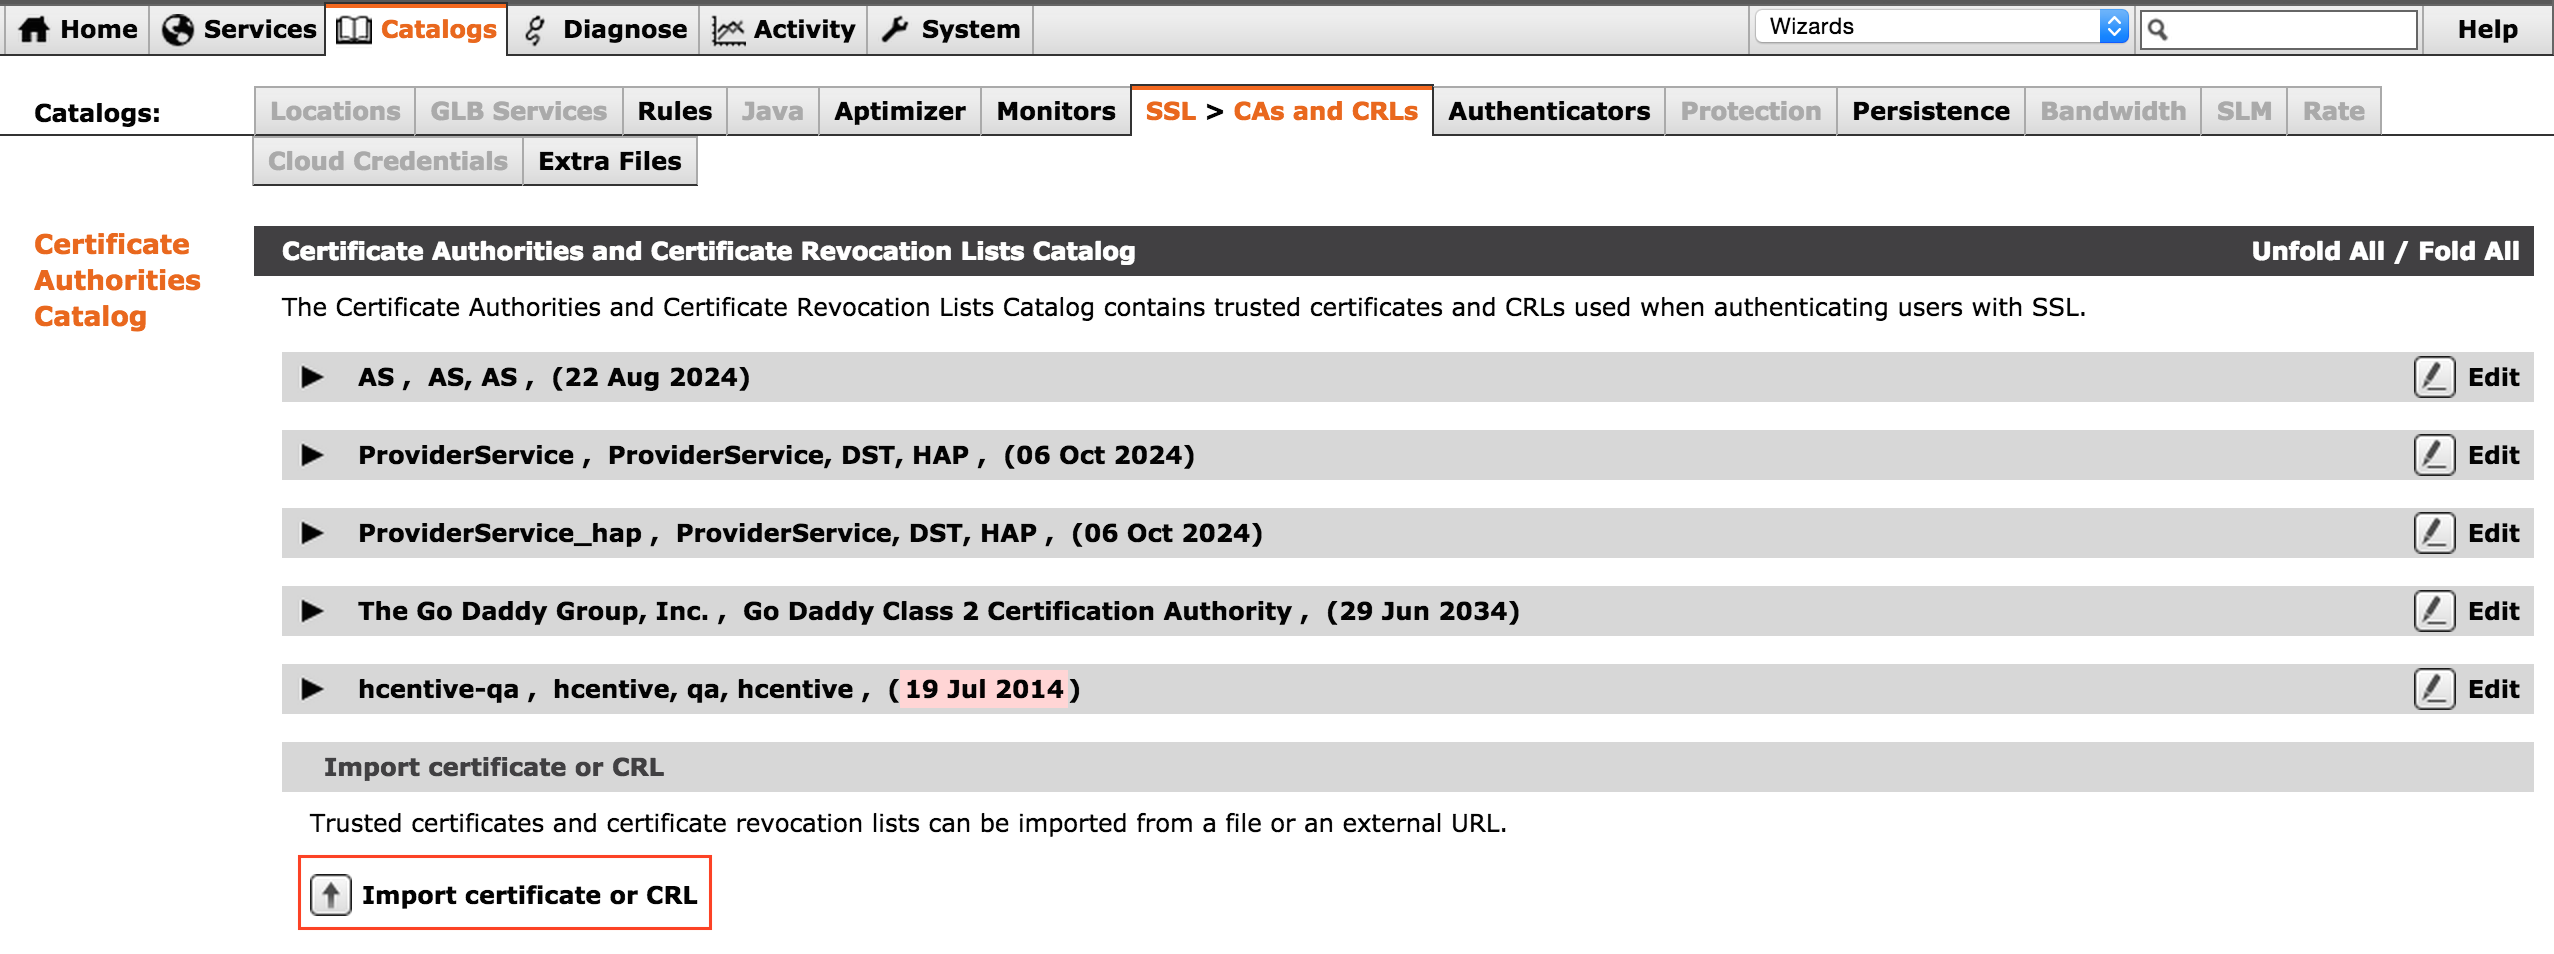 Home Services Catalogs Diagnose Activity System Wizards Help
Catalogs: Locations GLB Services Rules Java Aptimizer Monitors SSL > CAs and CRLs Authenticators Protection Persistence Bandwidth SLM Rate
Cloud Credentials Extra Files
Certificate
Authorities
Catalog
Certificate Authorities and Certificate Revocation Lists Catalog Unfold All / Fold All
The Certificate Authorities and Certificate Revocation Lists Catalog contains trusted certificates and CRLs used when authenticating users with SSL.
AS , AS, AS , (22 Aug 2024) Edit
ProviderService , ProviderService, DST, HAP , (06 Oct 2024) Edit
ProviderService_hap , ProviderService, DST, HAP , (06 Oct 2024) Edit
The Go Daddy Group, Inc. , Go Daddy Class 2 Certification Authority , (29 Jun 2034) Edit
hcentive-qa , hcentive, qa, hcentive , (19 Jul 2014) Edit
Import certificate or CRL
Trusted certificates and certificate revocation lists can be imported from a file or an external URL.
Import certificate or CRL